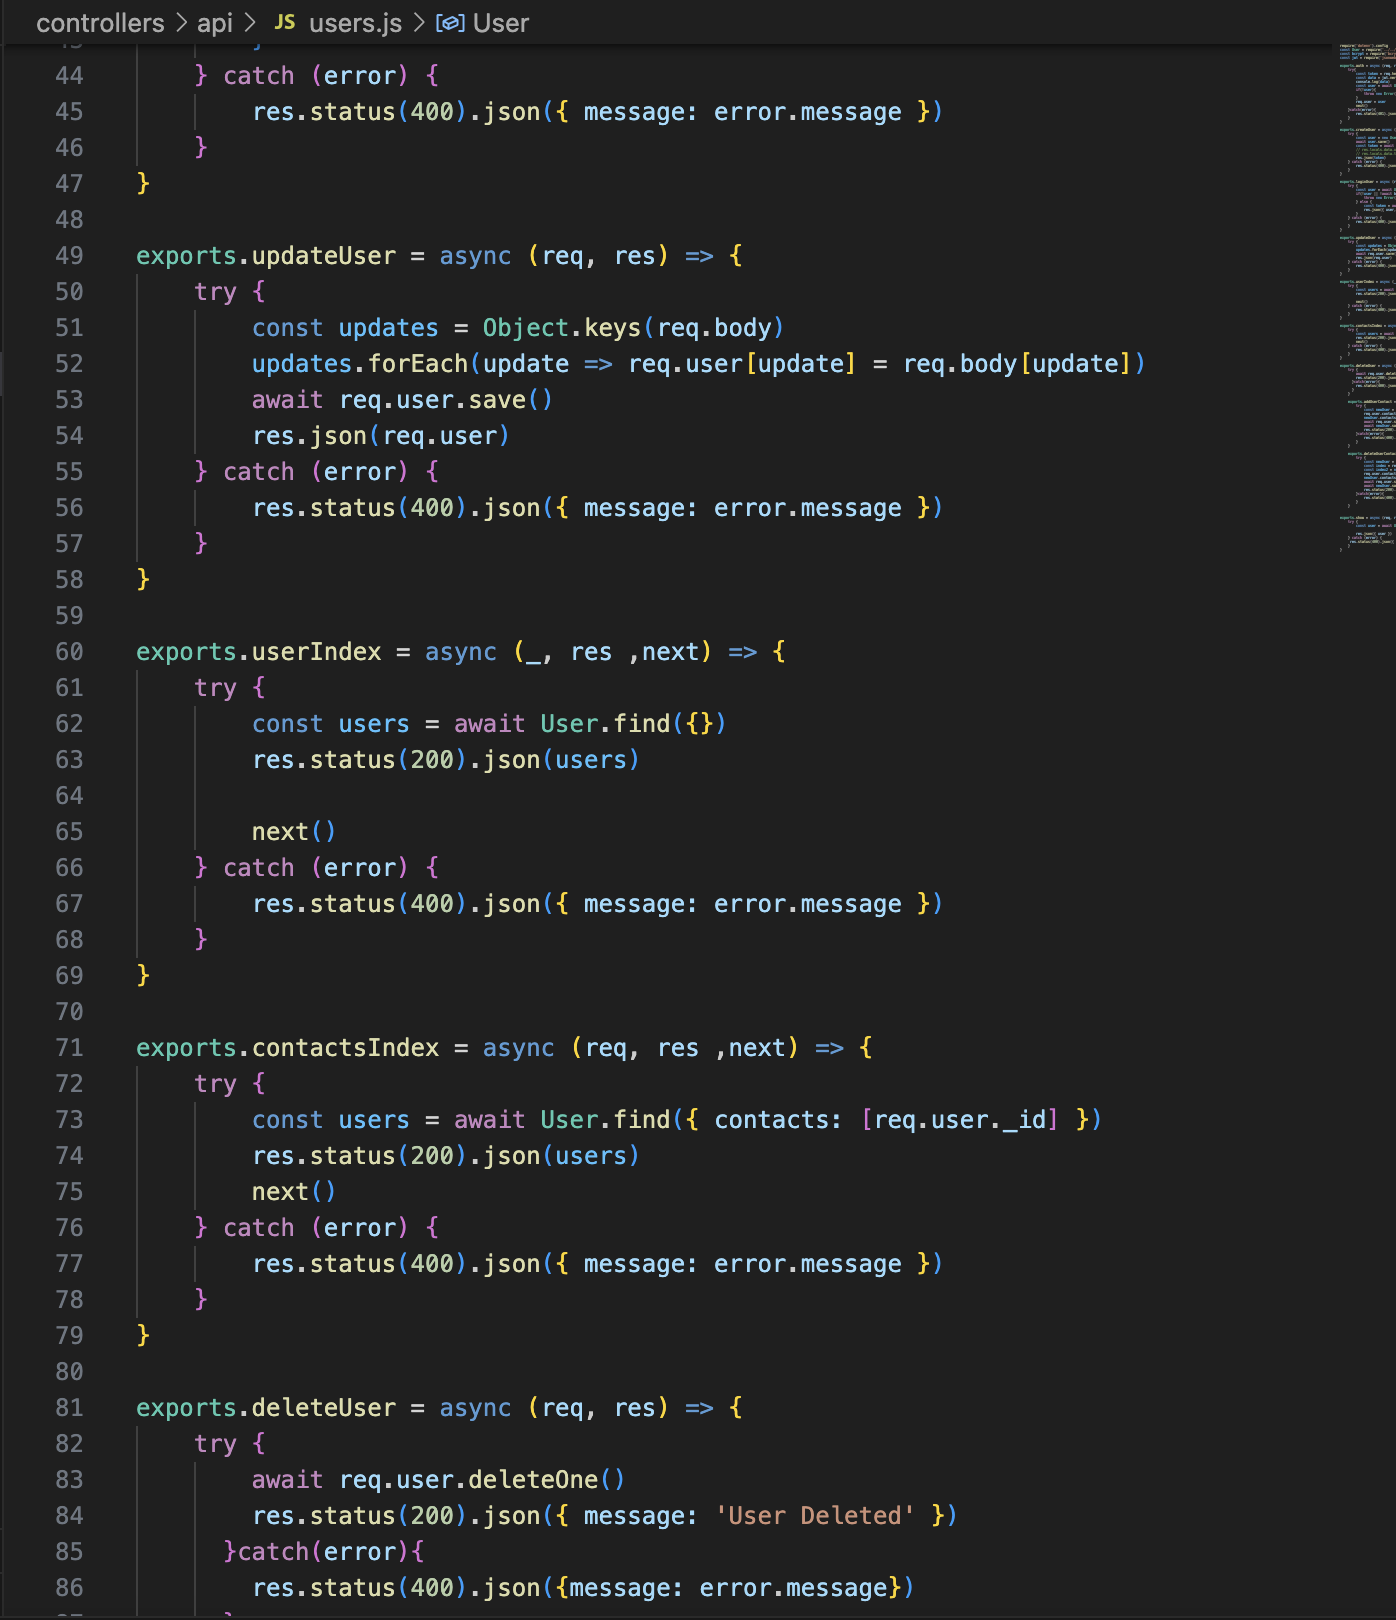 controllers > api > JS users.js > User
44 } catch (error) {
45 res.status(400).json({ message: error.message })
46 }
47 }
48
49 exports.updateUser = async (req, res) => {
50 try {
51 const updates = Object.keys(req.body)
52 updates.forEach(update => req.user[update] = req.body[update])
53 await req.user.save()
54 res.json(req.user)
55 } catch (error) {
56 res.status(400).json({ message: error.message })
57 }
58 }
59
60 exports.userIndex = async (_, res ,next) => {
61 try {
62 const users = await User.find({})
63 res.status(200).json(users)
64
65 next()
66 } catch (error) {
67 res.status(400).json({ message: error.message })
68 }
69 }
70
71 exports.contactsIndex = async (req, res ,next) => {
72 try {
73 const users = await User.find({ contacts: [req.user._id] })
74 res.status(200).json(users)
75 next()
76 } catch (error) {
77 res.status(400).json({ message: error.message })
78 }
79 }
80
81 exports.deleteUser = async (req, res) => {
82 try {
83 await req.user.deleteOne()
84 res.status(200).json({ message: 'User Deleted' })
85 }catch(error){
86 res.status(400).json({message: error.message})